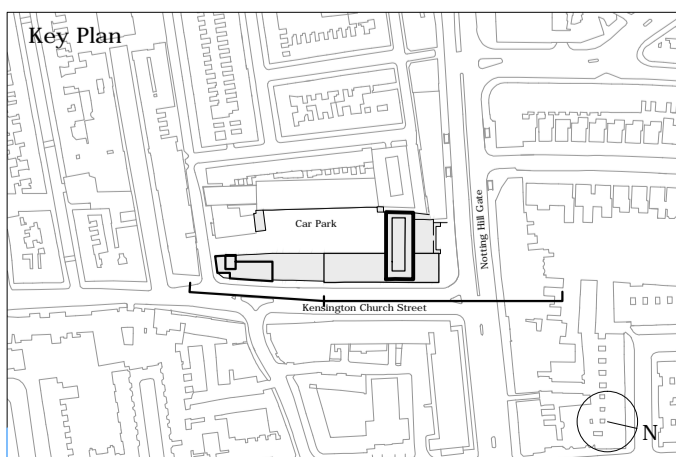 Key Plan
Car Park
Notting Hill Gate
Kensington Church Street
N